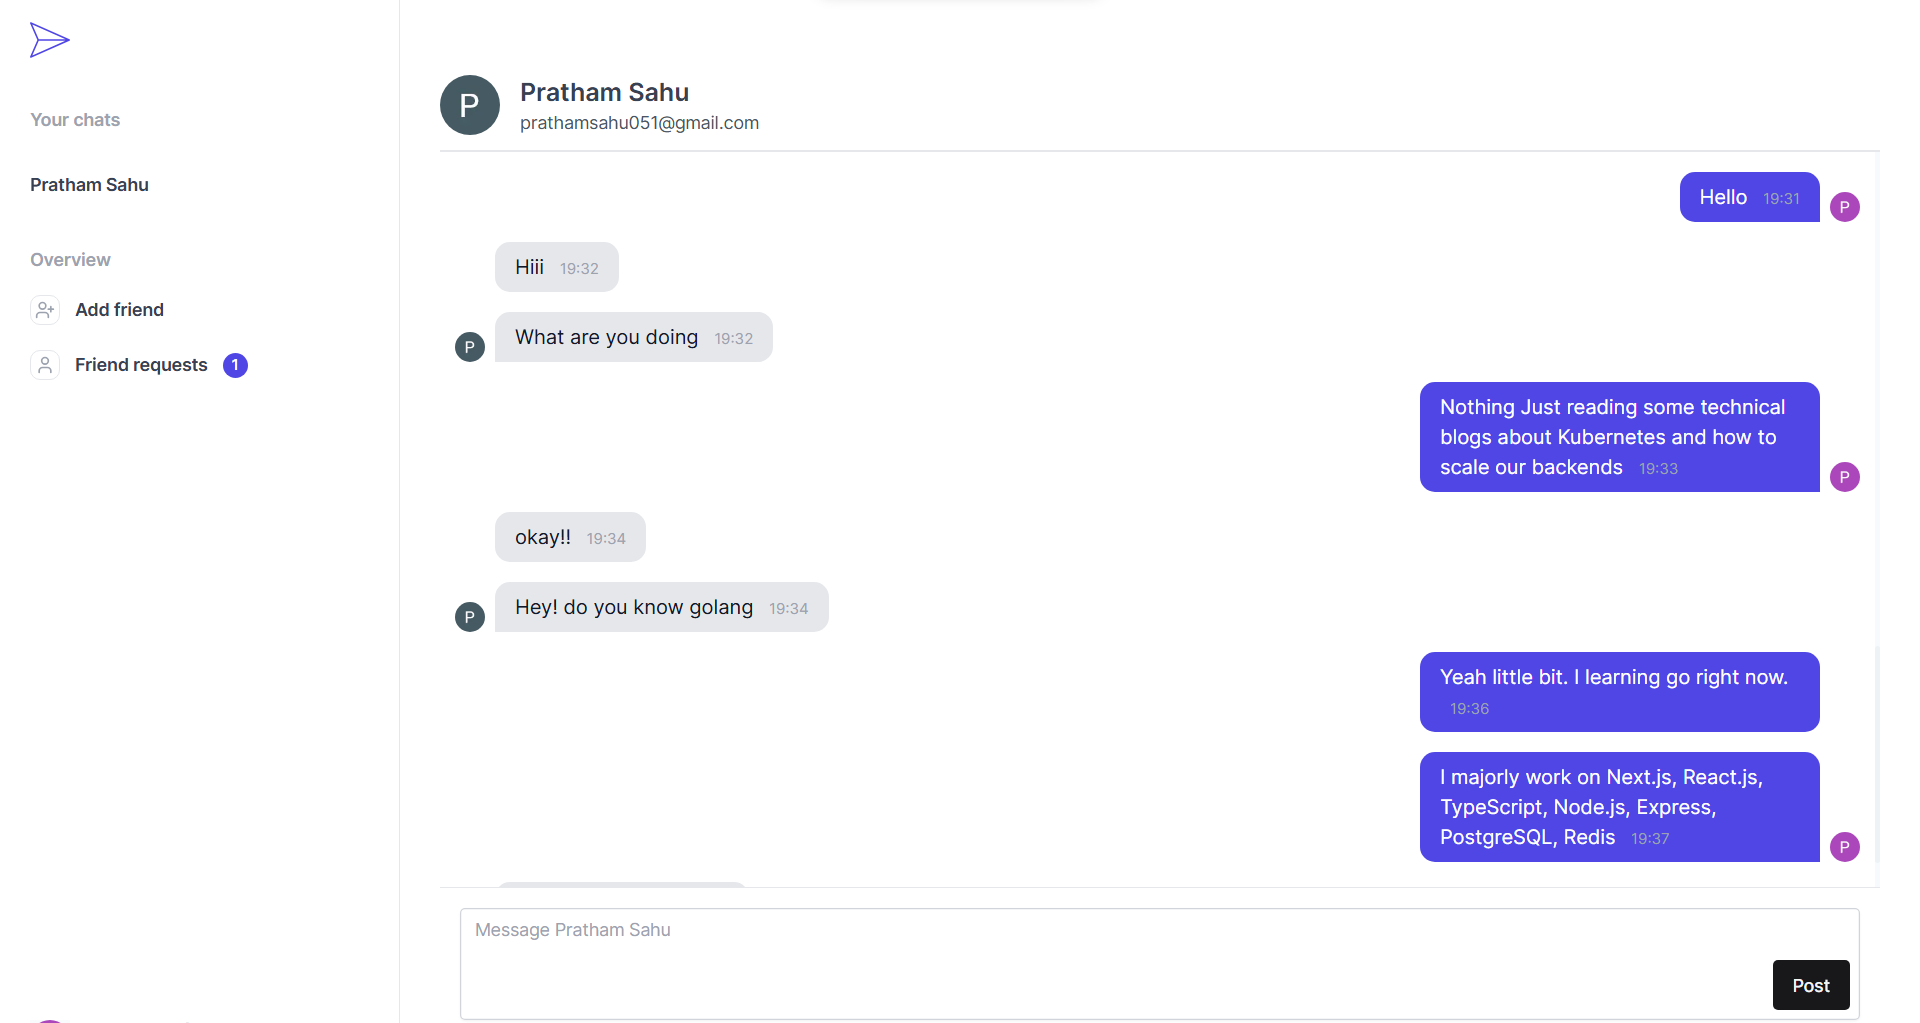 Your chats
Pratham Sahu
Overview
Add friend
Friend requests 1
P
Pratham Sahu
prathamsahu051@gmail.com
Hello 19:31
P
Hiii 19:32
What are you doing 19:32
P
Nothing Just reading some technical
blogs about Kubernetes and how to
scale our backends 19:33
P
okay!! 19:34
Hey! do you know golang 19:34
P
Yeah little bit. I learning go right now.
19:36
I majorly work on Next.js, React.js,
TypeScript, Node.js, Express,
PostgreSQL, Redis 19:37
P
Message Pratham Sahu
Post